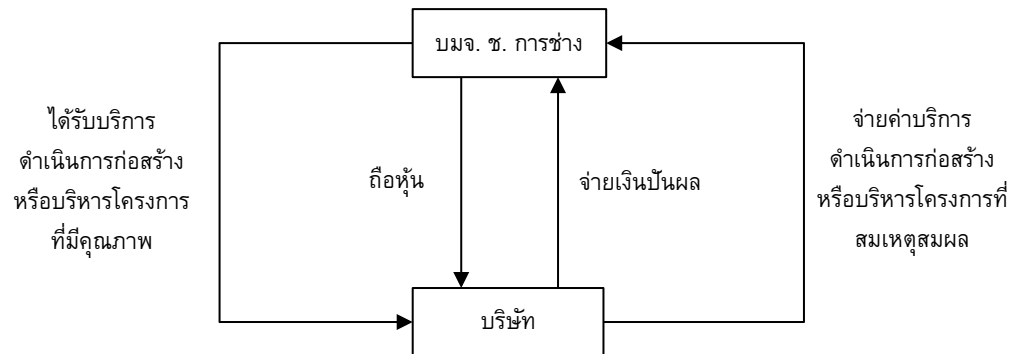 บมจ. ช. การช่าง
ได้รับบริการ
ดำเนินการก่อสร้าง
หรือบริหารโครงการ
ที่มีคุณภาพ
ถือหุ้น
จ่ายเงินปันผล
จ่ายค่าบริการ
ดำเนินการก่อสร้าง
หรือบริหารโครงการที่
สมเหตุสมผล
บริษัท